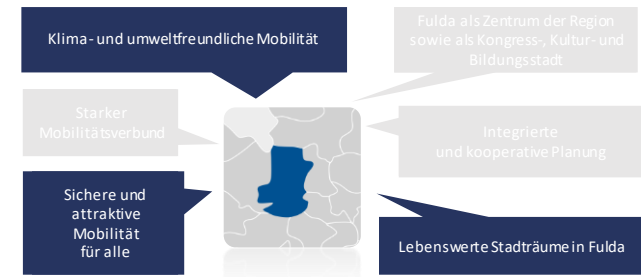 Klima- und umweltfreundliche Mobilität
Fulda als Zentrum der Region
sowie als Kongress-, Kultur- und
Bildungsstadt
Starker
Mobilitätsverbund
Integrierte
und kooperative Planung
Sichere und
attraktive
Mobilität
für alle
Lebenswerte Stadträume in Fulda